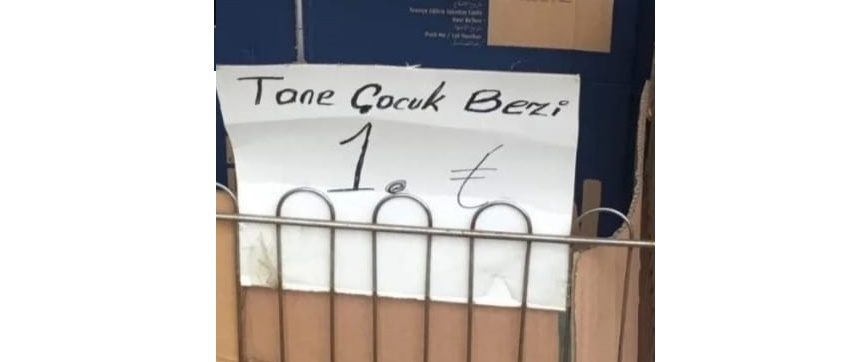 Tane Çocuk Bezi
1. ₺